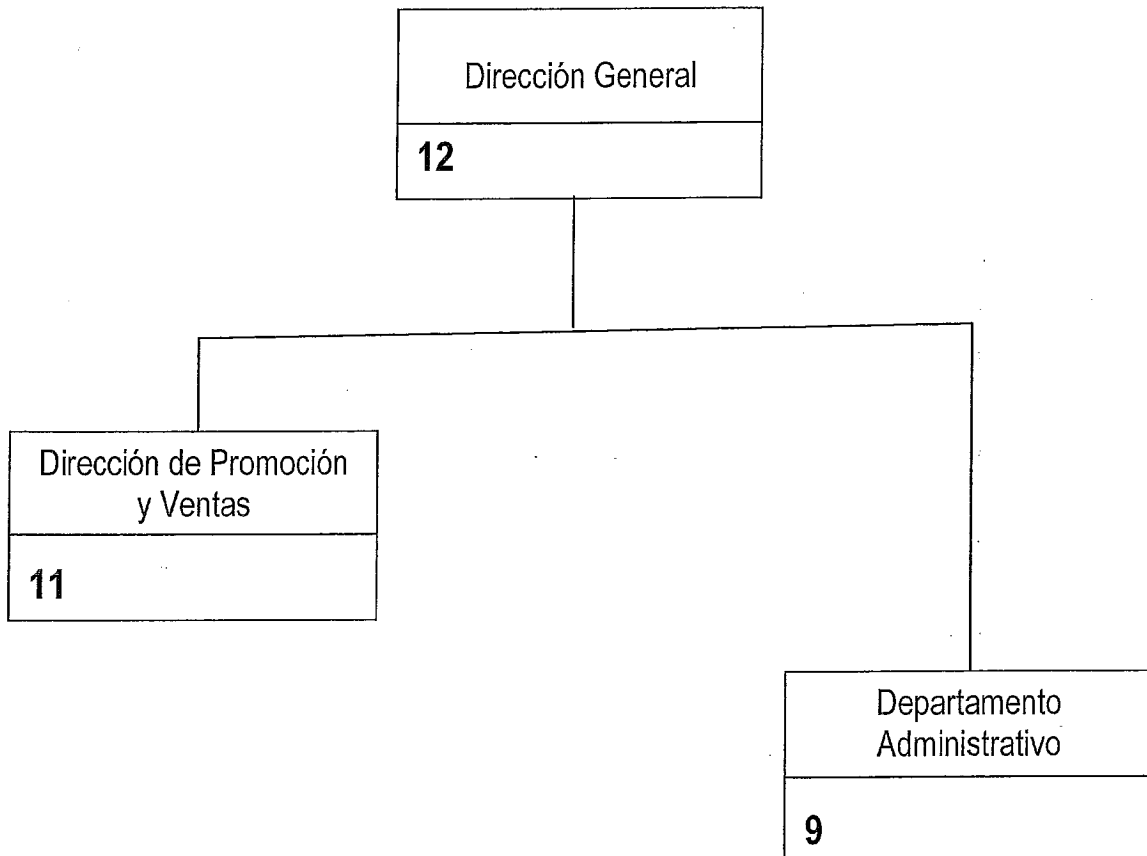 Dirección General
12
Dirección de Promoción
y Ventas
11
Departamento
Administrativo
9